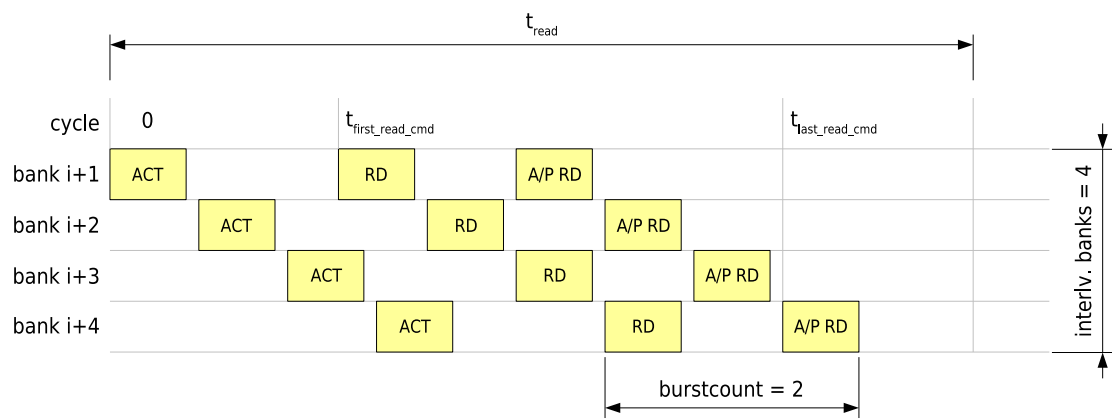 t_read
cycle 0 t_first_read_cmd t_last_read_cmd
bank i+1 ACT RD A/P RD
bank i+2 ACT RD A/P RD
bank i+3 ACT RD A/P RD
bank i+4 ACT RD A/P RD
interlv. banks = 4
burstcount = 2